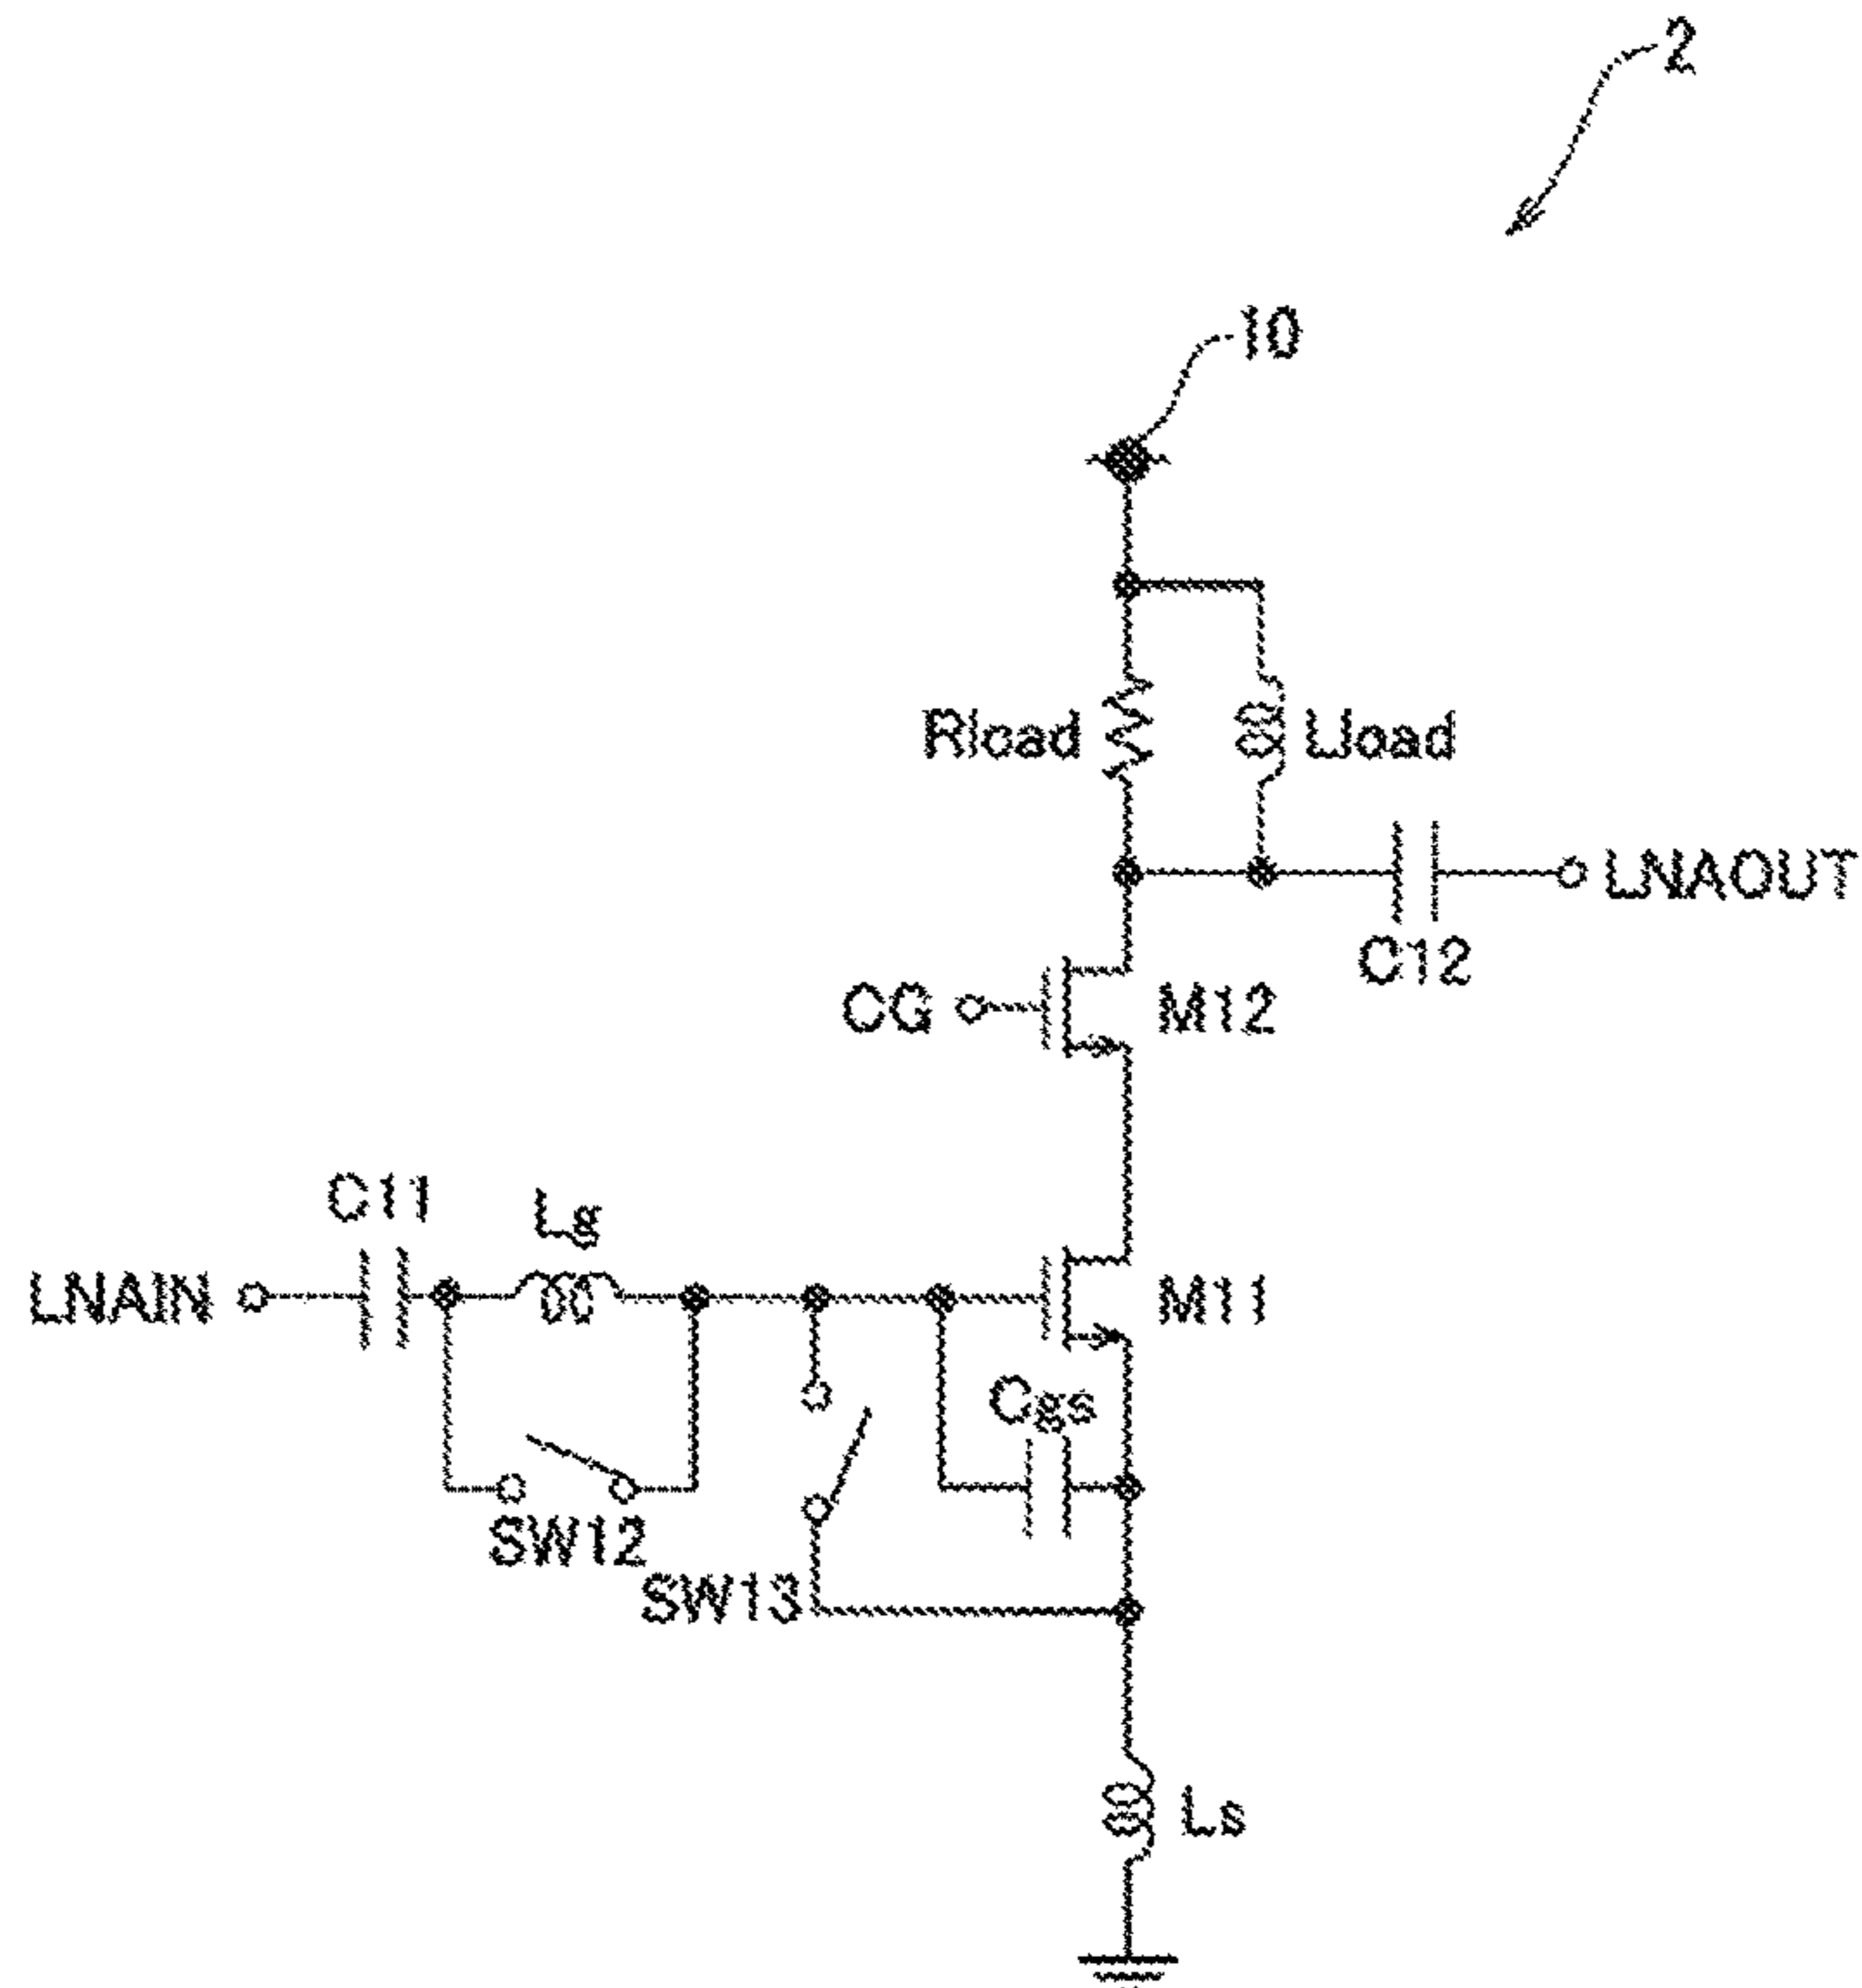 2
10
Rload
Lload
LNAOUT
C12
CG
M12
C11
Lg
LNAIN
M11
Cgs
SW12
SW13
Ls